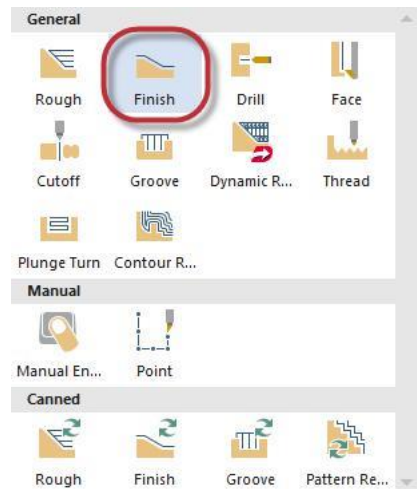 General
Rough Finish Drill Face
Cutoff Groove Dynamic R... Thread
Plunge Turn Contour R...
Manual
Manual En... Point
Canned
Rough Finish Groove Pattern Re...